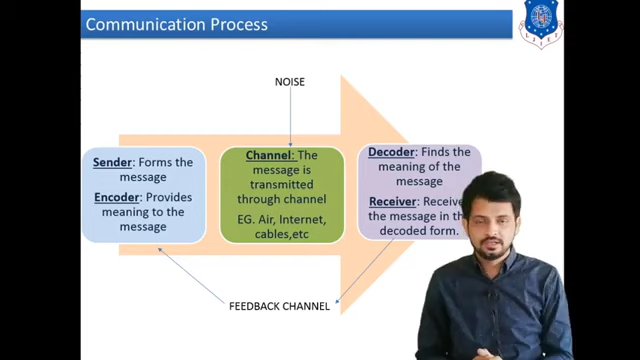 Communication Process
NOISE
Sender: Forms the
message
Encoder: Provides
meaning to the
message
Channel: The
message is
transmitted
through channel
EG. Air, Internet,
cables,etc
Decoder: Finds the
meaning of the
message
Receiver:
the message in the
decoded form.
FEEDBACK CHANNEL